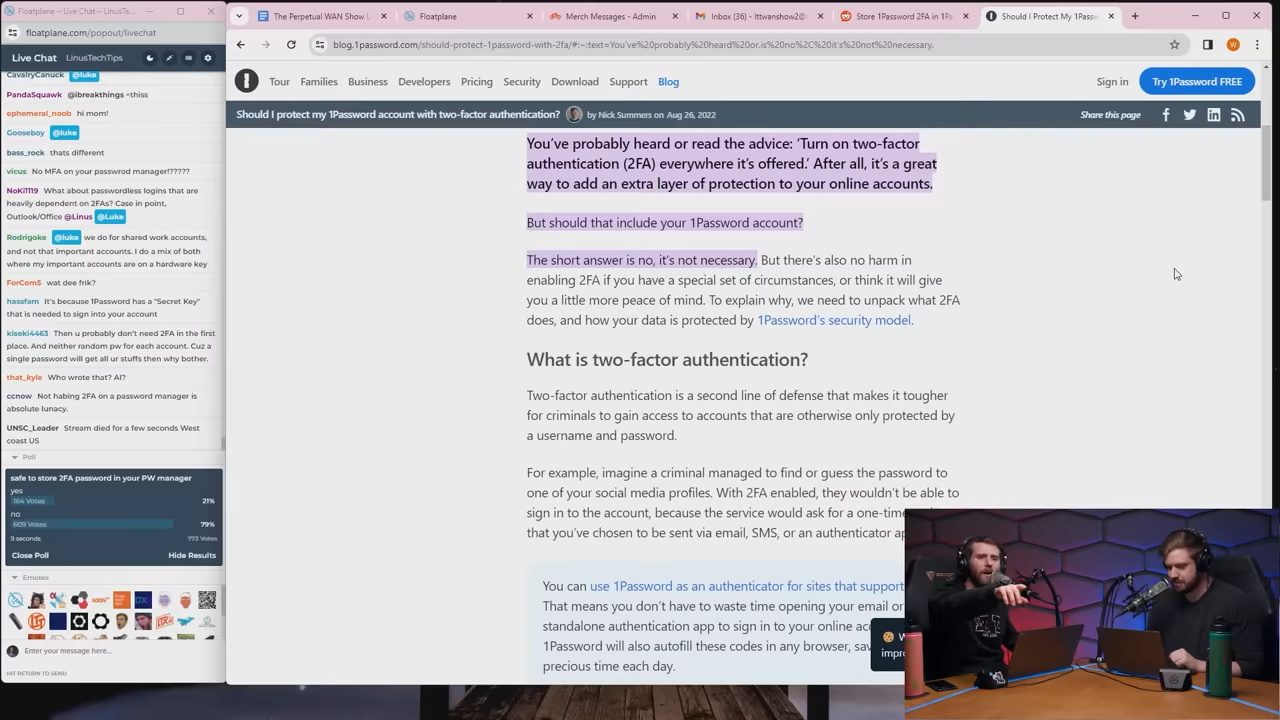 Floatplane – Live Chat – LinusTech
floatplane.com/popout/livechat
Live Chat LinusTechTips
CavalryCanuck @luke
PandaSquawk @ibreakthings ^thiss
ephemeral_noob hi mom!
Gooseboy @luke
bass_rock thats different
vicus No MFA on your passwrod manager!?????
NoKi1119 What about passwordless logins that are
heavily dependent on 2FAs? Case in point,
Outlook/Office @Linus @Luke
Rodrigoke @luke we do for shared work accounts,
and not that important accounts. I do a mix of both
where my important accounts are on a hardware key
ForCom5 wat dee frik?
hassfam It's because 1Password has a "Secret Key"
that is needed to sign into your account
kiseki4463 Then u probably don't need 2FA in the first
place. And neither random pw for each account. Cuz a
single password will get all ur stuffs then why bother.
that_kyle Who wrote that? AI?
ccnow Not habing 2FA on a password manager is
absolute lunacy.
UNSC_Leader Stream died for a few seconds West
coast US
Poll
safe to store 2FA password in your PW manager
yes
164 Votes 21%
no
609 Votes 79%
9 seconds 773 Votes
Close Poll Hide Results
Emotes
Enter your message here...
HIT RETURN TO SEND
The Perpetual WAN Show L
Floatplane
Merch Messages - Admin
Inbox (36) - lttwanshow2@
Store 1Password 2FA in 1Pa
Should I Protect My 1Passw
blog.1password.com/should-protect-1password-with-2fa/#:~:text=You've%20probably%20heard%20or,is%20no%2C%20it's%20not%20necessary.
Tour Families Business Developers Pricing Security Download Support Blog Sign in Try 1Password FREE
Should I protect my 1Password account with two-factor authentication? by Nick Summers on Aug 26, 2022 Share this page
You've probably heard or read the advice: 'Turn on two-factor
authentication (2FA) everywhere it's offered.' After all, it's a great
way to add an extra layer of protection to your online accounts.
But should that include your 1Password account?
The short answer is no, it's not necessary. But there's also no harm in
enabling 2FA if you have a special set of circumstances, or think it will give
you a little more peace of mind. To explain why, we need to unpack what 2FA
does, and how your data is protected by 1Password's security model.
What is two-factor authentication?
Two-factor authentication is a second line of defense that makes it tougher
for criminals to gain access to accounts that are otherwise only protected by
a username and password.
For example, imagine a criminal managed to find or guess the password to
one of your social media profiles. With 2FA enabled, they wouldn't be able to
sign in to the account, because the service would ask for a one-time
that you've chosen to be sent via email, SMS, or an authenticator ap
You can use 1Password as an authenticator for sites that support
That means you don't have to waste time opening your email or
standalone authentication app to sign in to your online acc
1Password will also autofill these codes in any browser, sav
precious time each day.
W
impro